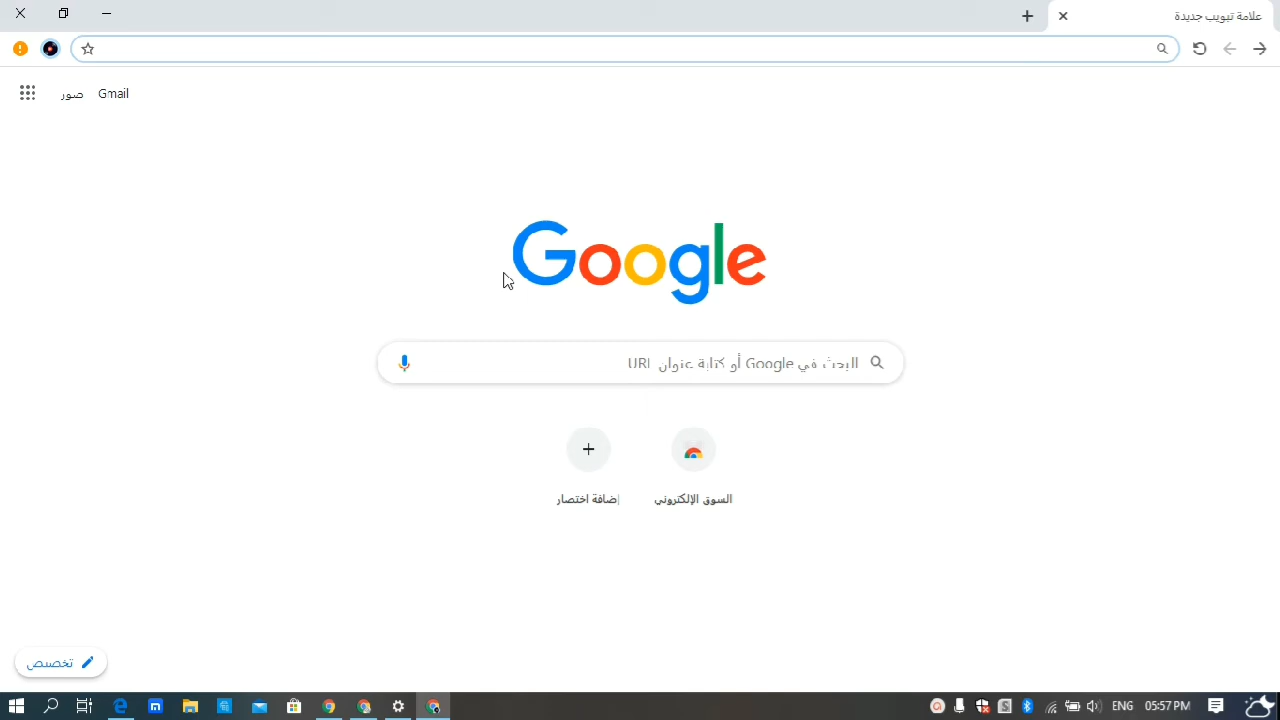 علامة تبويب جديدة
Gmail صور
Google
البحث في Google أو كتابة عنوان URL
السوق الإلكتروني
إضافة اختصار
تخصيص
ENG 05:57 PM